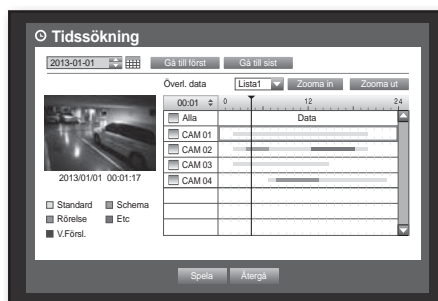 Tidssökning
2013-01-01 Gå till först Gå till sist
Överl. data Lista1 Zooma in Zooma ut
00:01 0 12 24
Alla Data
CAM 01
CAM 02
CAM 03
CAM 04
2013/01/01 00:01:17
Standard Schema
Rörelse Etc
V.Försl.
Spela Återgå